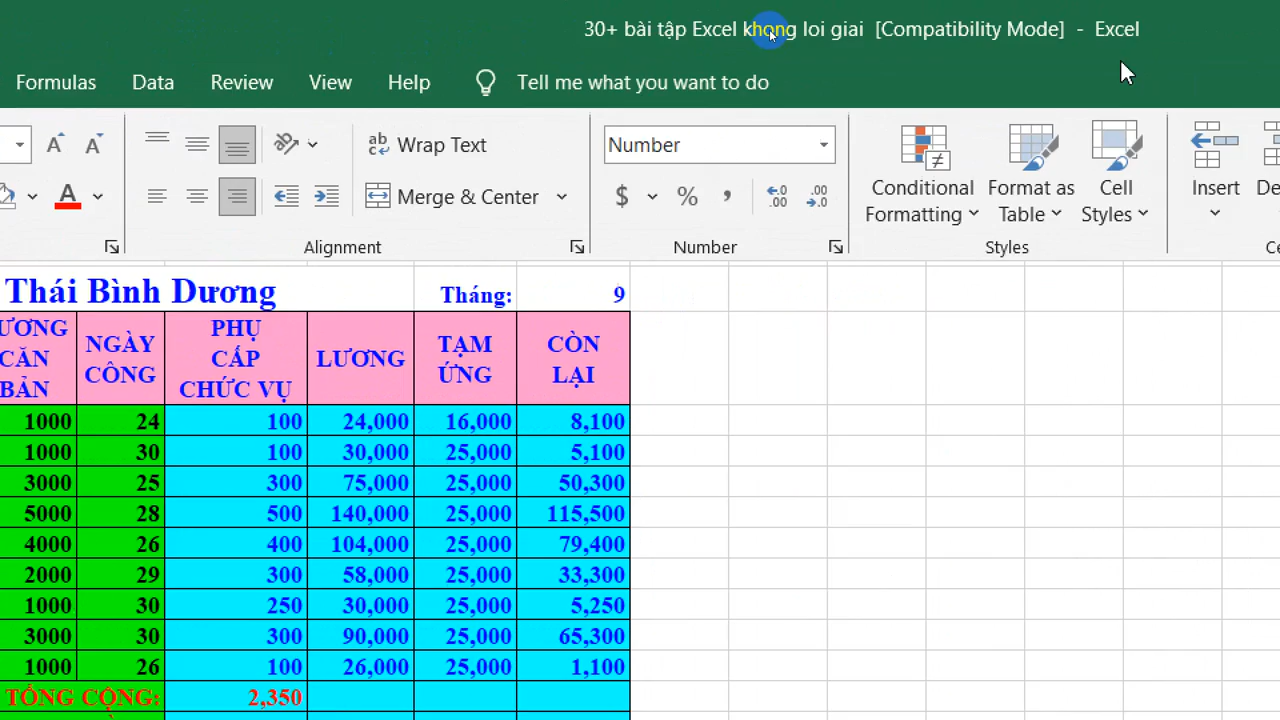 30+ bài tập Excel khong loi giai [Compatibility Mode] - Excel
Formulas Data Review View Help Tell me what you want to do
A A ab Wrap Text Number
A Merge & Center $ % , ←0 .00 .00 →.0
Conditional Formatting Format as Table Cell Styles Insert
Alignment Number Styles
Thái Bình Dương Tháng: 9
CĂN BẢN NGÀY CÔNG PHỤ CẤP CHỨC VỤ LƯƠNG TẠM ỨNG CÒN LẠI
1000 24 100 24,000 16,000 8,100
1000 30 100 30,000 25,000 5,100
3000 25 300 75,000 25,000 50,300
5000 28 500 140,000 25,000 115,500
4000 26 400 104,000 25,000 79,400
2000 29 300 58,000 25,000 33,300
1000 30 250 30,000 25,000 5,250
3000 30 300 90,000 25,000 65,300
1000 26 100 26,000 25,000 1,100
TỔNG CỘNG: 2,350